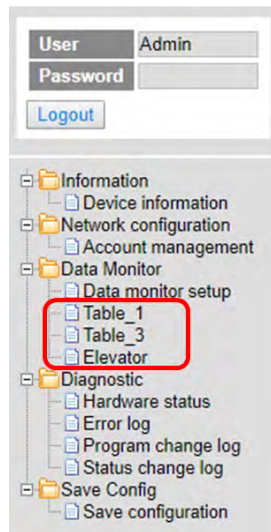 User Admin
Password
Logout
Information
Device information
Network configuration
Account management
Data Monitor
Data monitor setup
Table_1
Table_3
Elevator
Diagnostic
Hardware status
Error log
Program change log
Status change log
Save Config
Save configuration